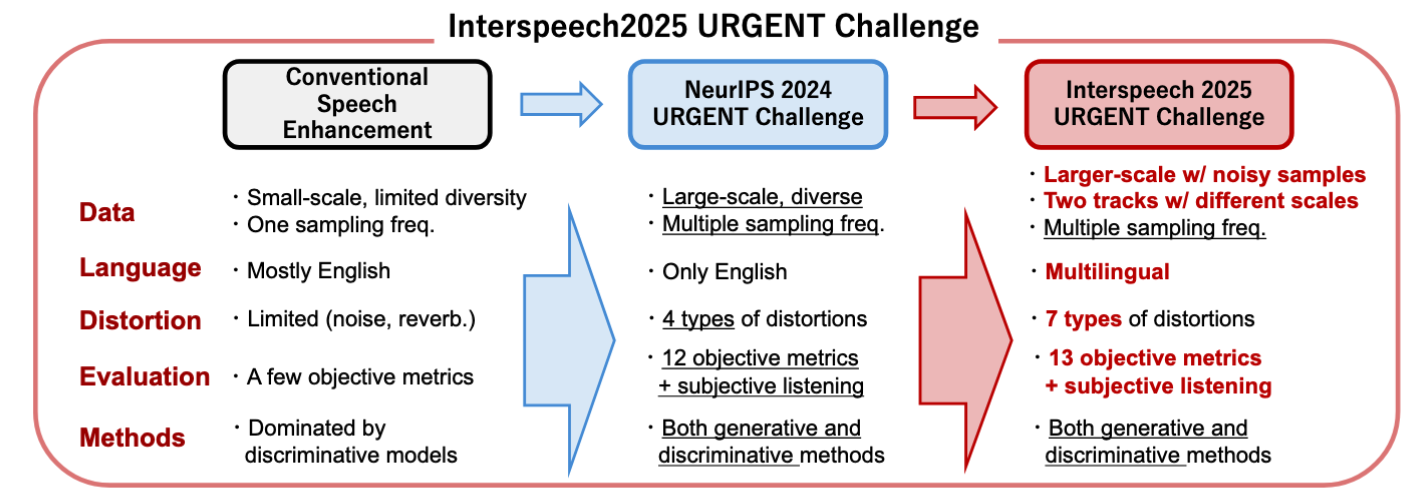 Interspeech2025 URGENT Challenge
Conventional
Speech
Enhancement
NeurIPS 2024
URGENT Challenge
Interspeech 2025
URGENT Challenge
Data
・Small-scale, limited diversity
・One sampling freq.
・Large-scale, diverse
・Multiple sampling freq.
・Larger-scale w/ noisy samples
・Two tracks w/ different scales
・Multiple sampling freq.
Language
・Mostly English
・Only English
・Multilingual
Distortion
・Limited (noise, reverb.)
・4 types of distortions
・7 types of distortions
Evaluation
・A few objective metrics
・12 objective metrics
+ subjective listening
・13 objective metrics
+ subjective listening
Methods
・Dominated by
discriminative models
・Both generative and
discriminative methods
・Both generative and
discriminative methods